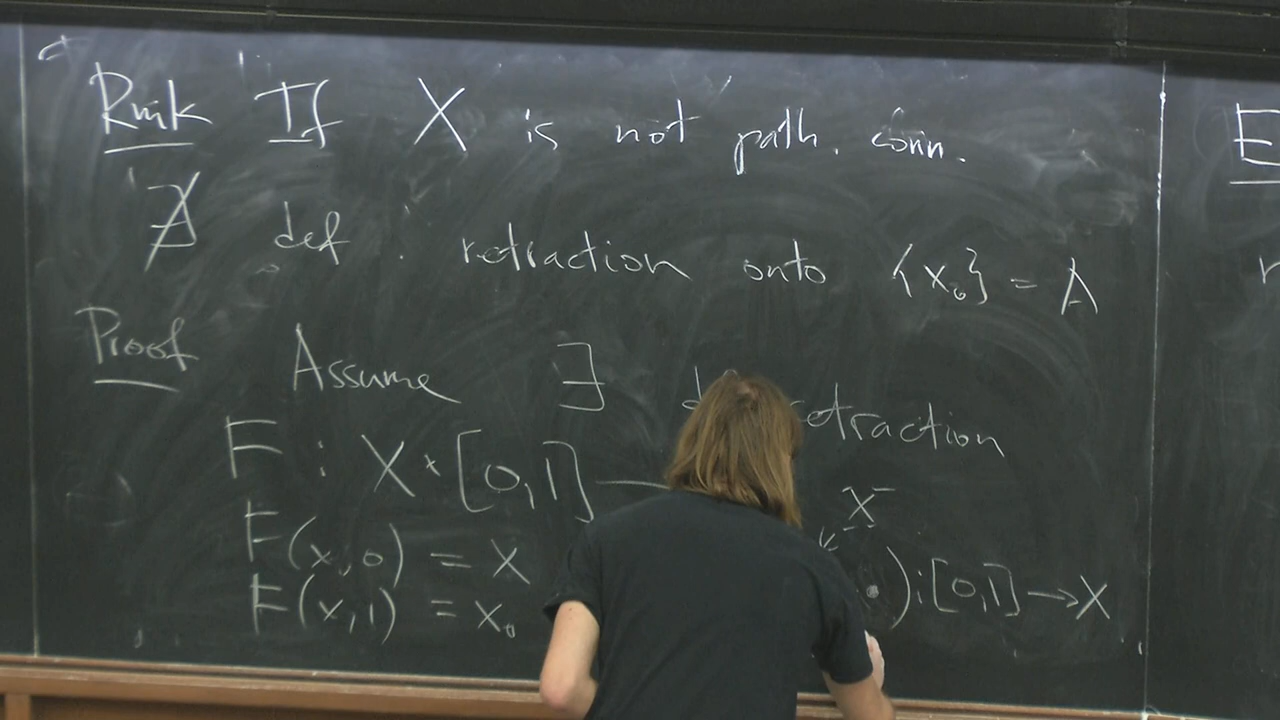 Rmk If X is not path. conn.
∄ def. retraction onto {x₀} = A
Proof Assume ∃ retraction
F : X × [0,1] —
F(x,0) = x
F(x,1) = x₀
X
•) : [0,1] → X
E
r